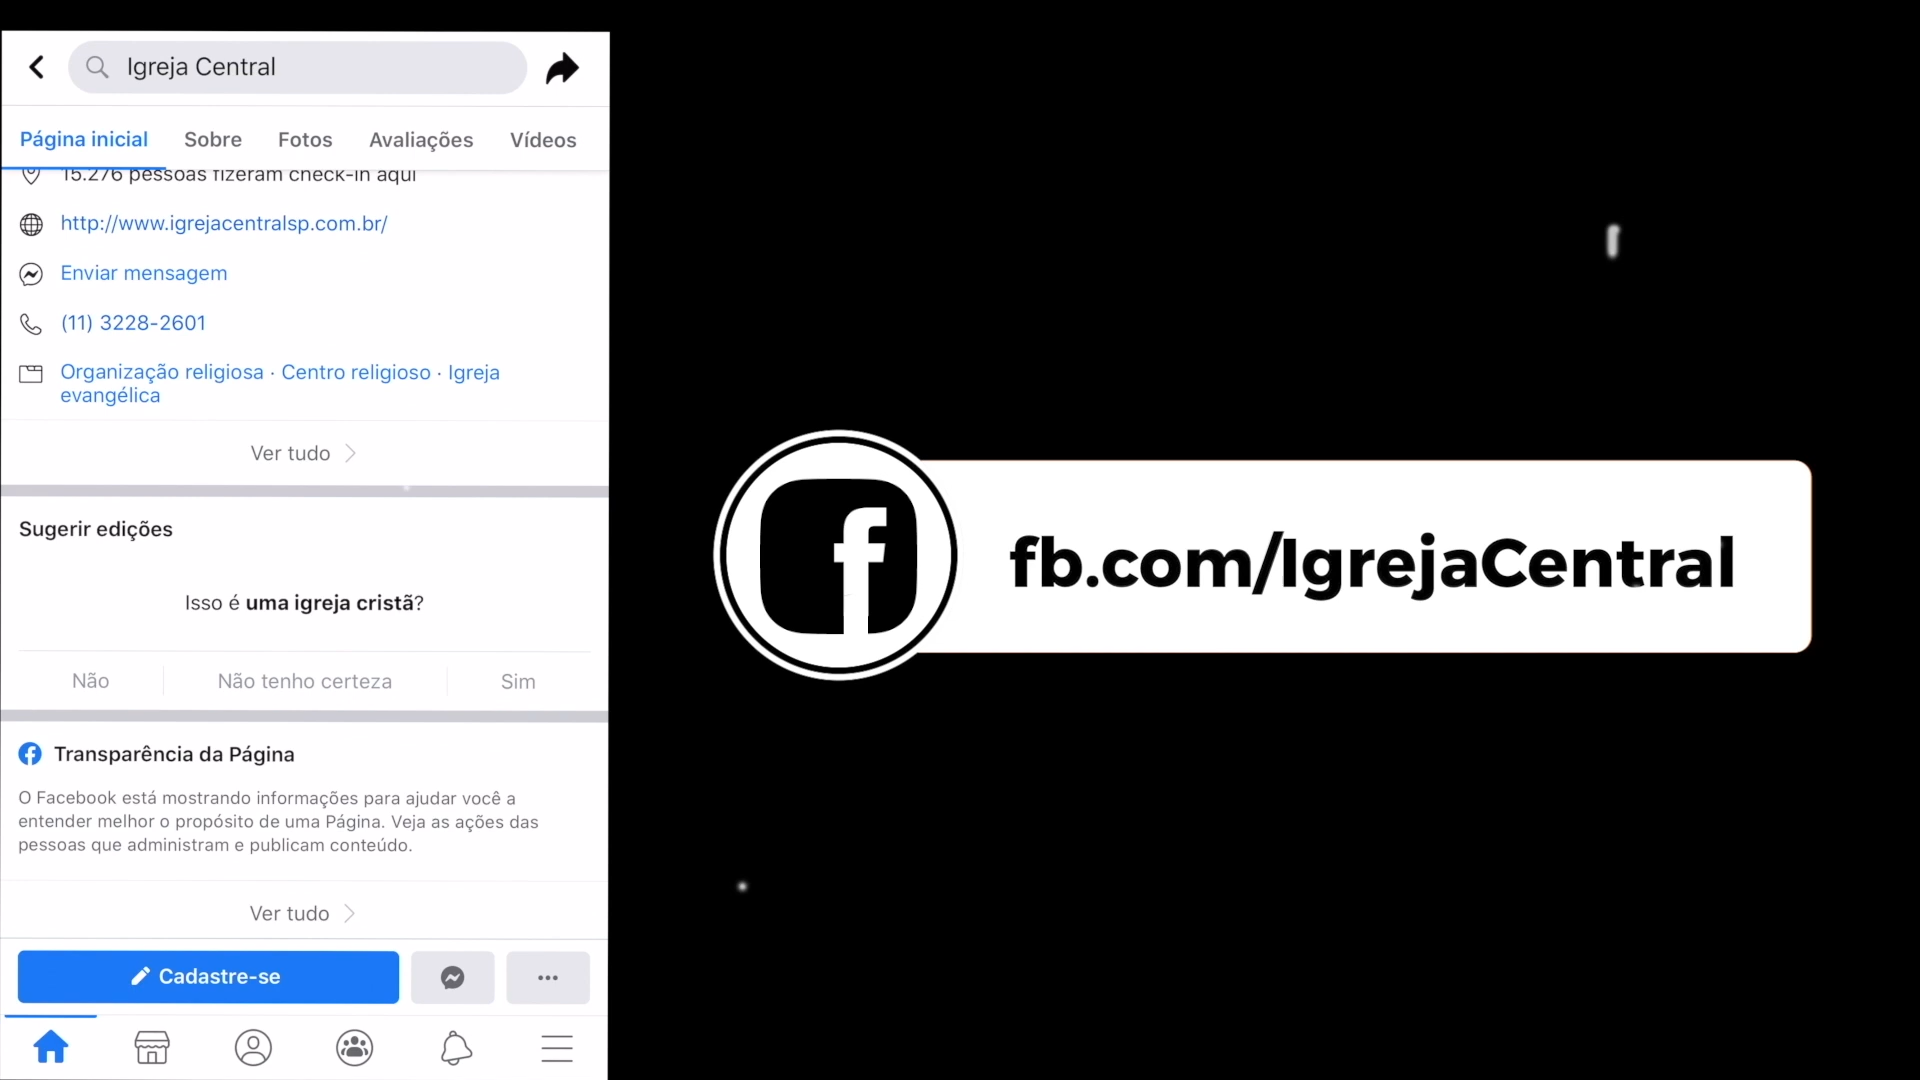 Igreja Central
Página inicial Sobre Fotos Avaliações Vídeos
15.276 pessoas fizeram check-in aqui
http://www.igrejacentralsp.com.br/
Enviar mensagem
(11) 3228-2601
Organização religiosa · Centro religioso · Igreja
evangélica
Ver tudo
Sugerir edições
Isso é uma igreja cristã?
Não Não tenho certeza Sim
Transparência da Página
O Facebook está mostrando informações para ajudar você a
entender melhor o propósito de uma Página. Veja as ações das
pessoas que administram e publicam conteúdo.
Ver tudo
Cadastre-se
fb.com/IgrejaCentral